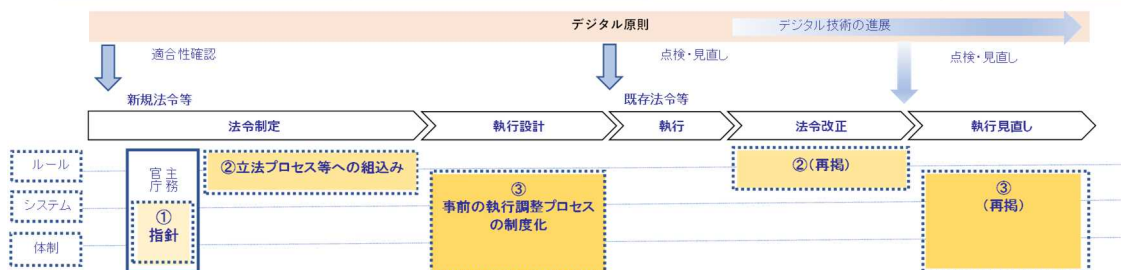 デジタル原則
デジタル技術の進展
適合性確認
点検・見直し
点検・見直し
新規法令等
既存法令等
法令制定
執行設計
執行
法令改正
執行見直し
ルール
システム
体制
主務
官庁
①
指針
②立法プロセス等への組込み
③
事前の執行調整プロセス
の制度化
②(再掲)
③
(再掲)